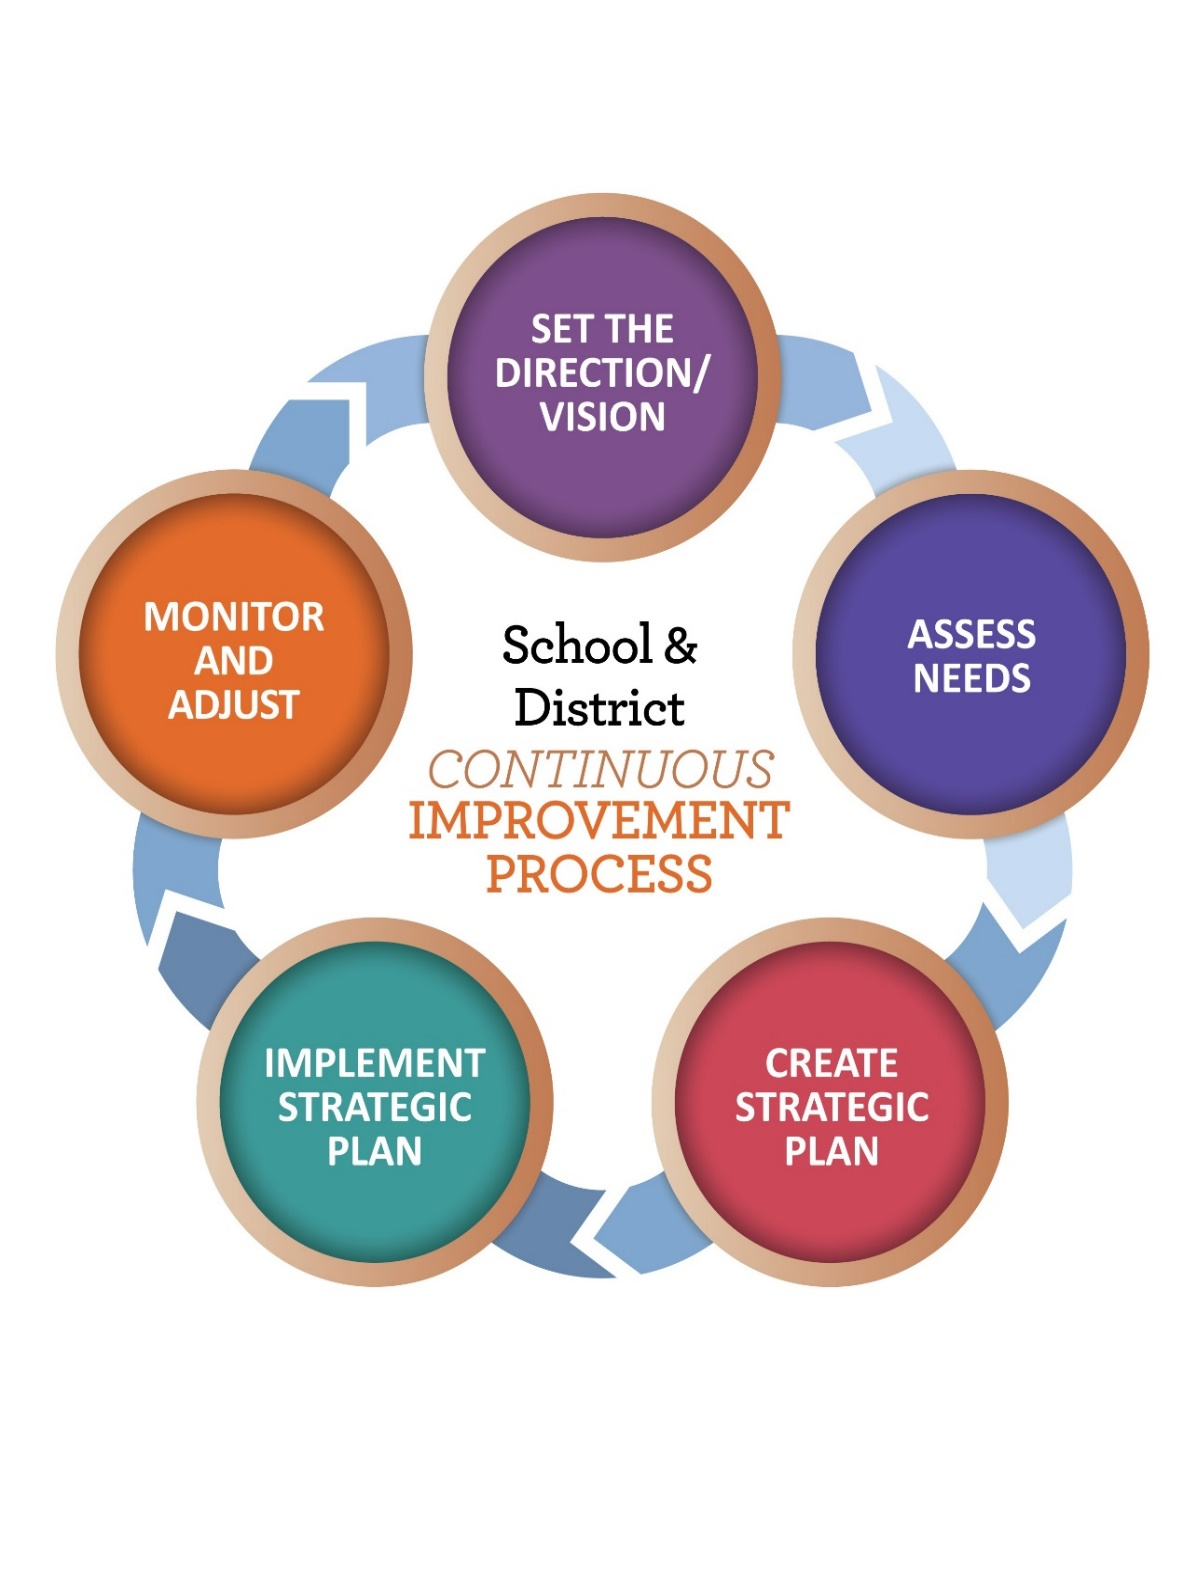 SET THE
DIRECTION/
VISION
ASSESS
NEEDS
CREATE
STRATEGIC
PLAN
IMPLEMENT
STRATEGIC
PLAN
MONITOR
AND
ADJUST
School &
District
CONTINUOUS
IMPROVEMENT
PROCESS